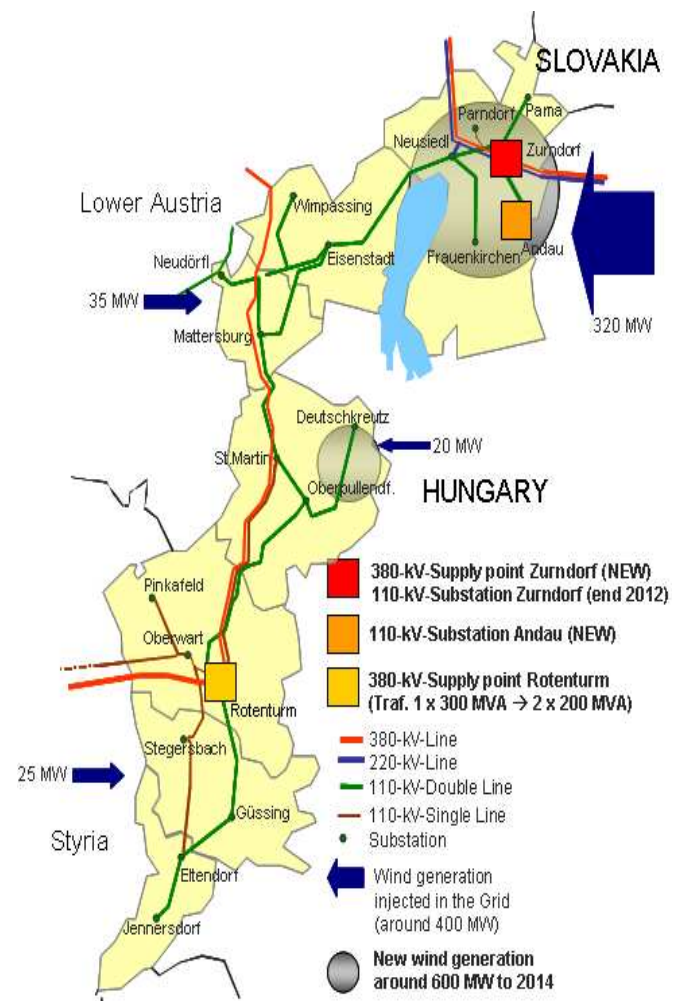 SLOVAKIA
Parndorf
Pama
Neusiedl
Zurndorf
Lower Austria
Wimpassing
Neudörfl
Eisenstadt
Frauenkirchen
Andau
35 MW
320 MW
Mattersburg
Deutschkreutz
20 MW
St.Martin
Oberpullendf.
HUNGARY
380-kV-Supply point Zurndorf (NEW)
110-kV-Substation Zurndorf (end 2012)
Pinkafeld
110-kV-Substation Andau (NEW)
Oberwart
380-kV-Supply point Rotenturm
(Traf. 1 x 300 MVA → 2 x 200 MVA)
Rotenturm
380-kV-Line
Stegersbach
220-kV-Line
25 MW
110-kV-Double Line
Güssing
110-kV-Single Line
Styria
Substation
Eltendorf
Wind generation
injected in the Grid
(around 400 MW)
Jennersdorf
New wind generation
around 600 MW to 2014